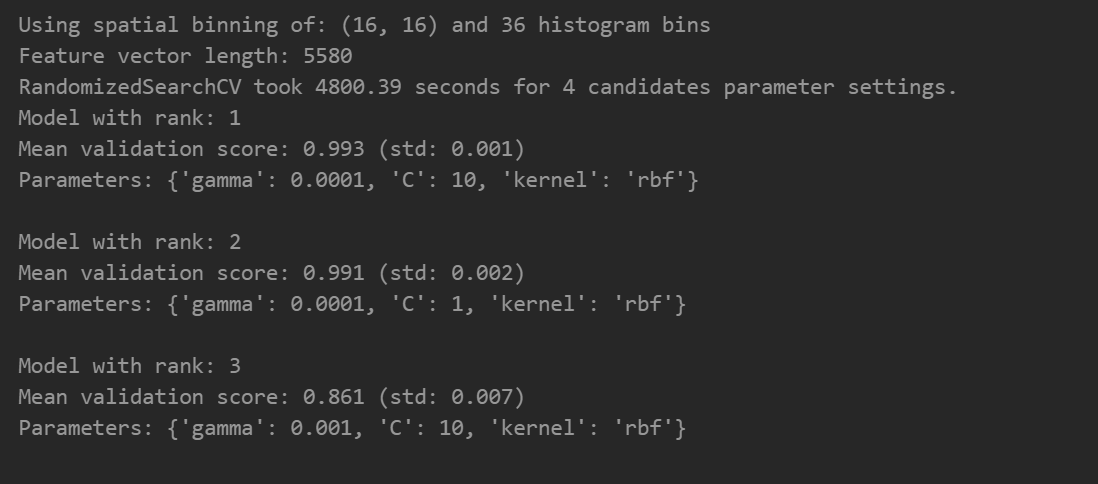 Using spatial binning of: (16, 16) and 36 histogram bins
Feature vector length: 5580
RandomizedSearchCV took 4800.39 seconds for 4 candidates parameter settings.
Model with rank: 1
Mean validation score: 0.993 (std: 0.001)
Parameters: {'gamma': 0.0001, 'C': 10, 'kernel': 'rbf'}
Model with rank: 2
Mean validation score: 0.991 (std: 0.002)
Parameters: {'gamma': 0.0001, 'C': 1, 'kernel': 'rbf'}
Model with rank: 3
Mean validation score: 0.861 (std: 0.007)
Parameters: {'gamma': 0.001, 'C': 10, 'kernel': 'rbf'}